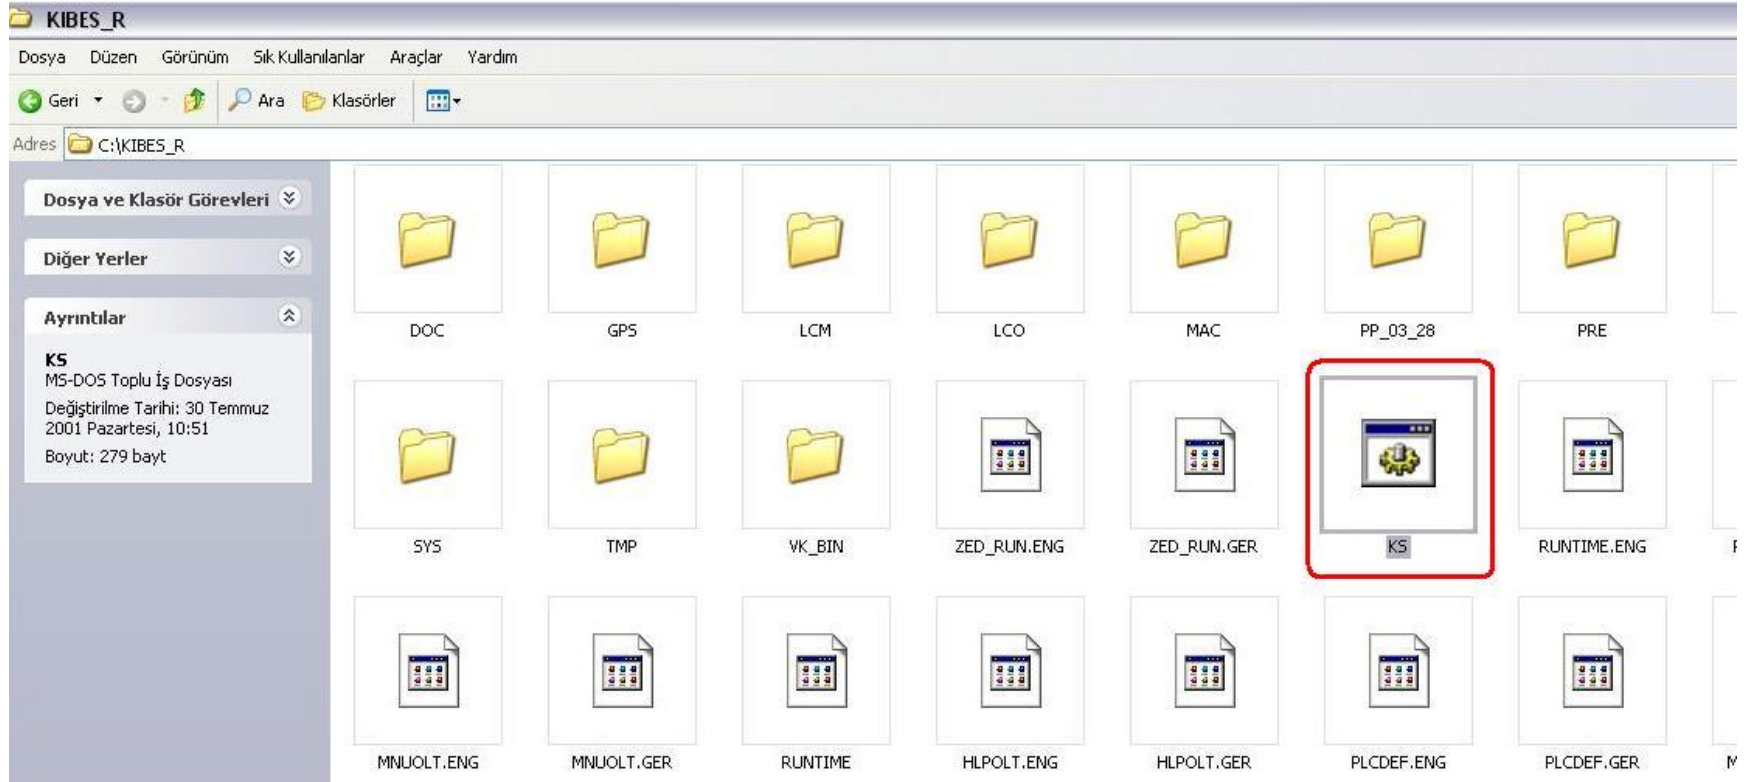 KIBES_R
Dosya Düzen Görünüm Sık Kullanılanlar Araçlar Yardım
Geri Ara Klasörler
Adres C:\KIBES_R
Dosya ve Klasör Görevleri
Diğer Yerler
Ayrıntılar
KS
MS-DOS Toplu İş Dosyası
Değiştirilme Tarihi: 30 Temmuz
2001 Pazartesi, 10:51
Boyut: 279 bayt
DOC GPS LCM LCO MAC PP_03_28 PRE
SYS TMP VK_BIN ZED_RUN.ENG ZED_RUN.GER KS RUNTIME.ENG
MNUOLT.ENG MNUOLT.GER RUNTIME HLPOLT.ENG HLPOLT.GER PLCDEF.ENG PLCDEF.GER